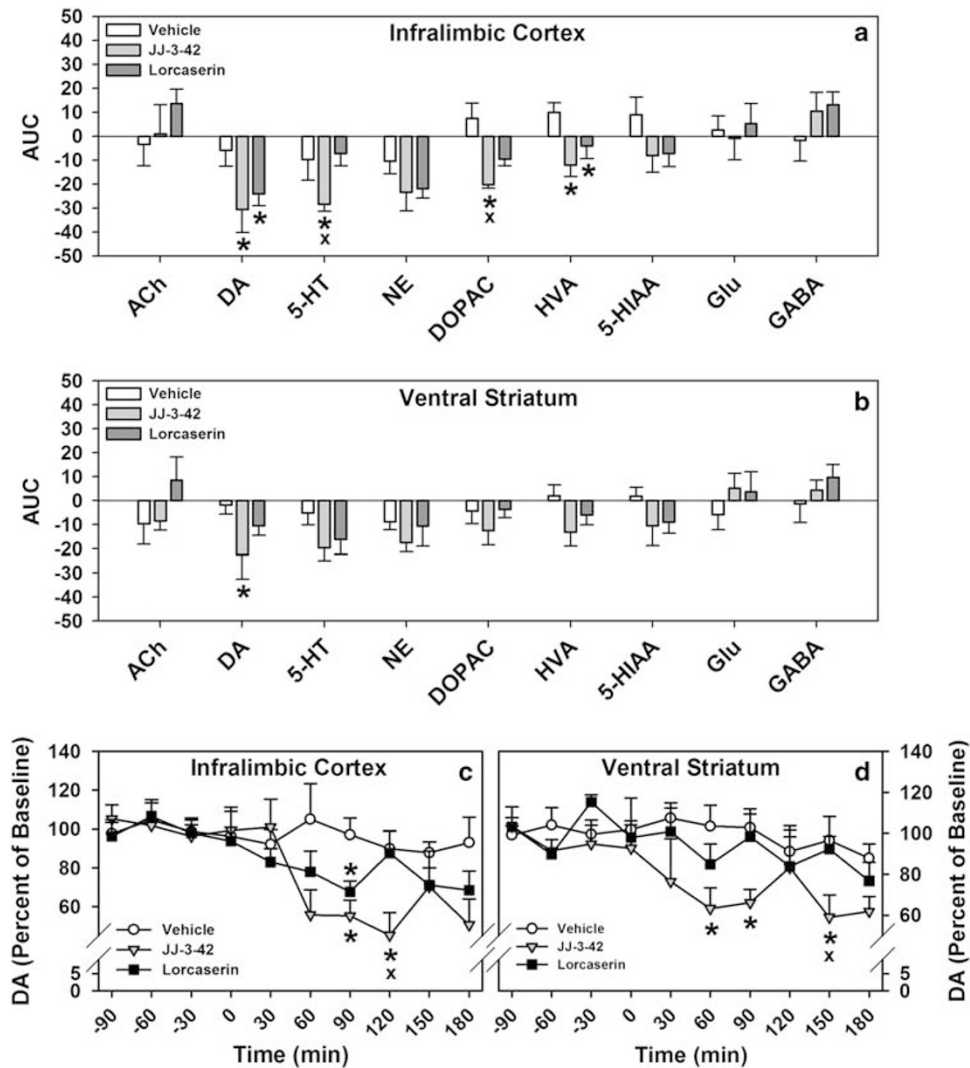 Infralimbic Cortex
a
Vehicle
JJ-3-42
Lorcaserin
AUC
50
40
30
20
10
0
-10
-20
-30
-40
-50
*
*
*
x
*
x
*
*
ACh
DA
5-HT
NE
DOPAC
HVA
5-HIAA
Glu
GABA
Ventral Striatum
b
Vehicle
JJ-3-42
Lorcaserin
AUC
50
40
30
20
10
0
-10
-20
-30
-40
-50
*
ACh
DA
5-HT
NE
DOPAC
HVA
5-HIAA
Glu
GABA
Infralimbic Cortex
c
DA (Percent of Baseline)
140
120
100
80
60
5
0
*
*
*
x
Vehicle
JJ-3-42
Lorcaserin
-90
-60
-30
0
30
60
90
120
150
180
Time (min)
Ventral Striatum
d
*
*
*
x
Vehicle
JJ-3-42
Lorcaserin
140
120
100
80
60
5
0
DA (Percent of Baseline)
-90
-60
-30
0
30
60
90
120
150
180
Time (min)